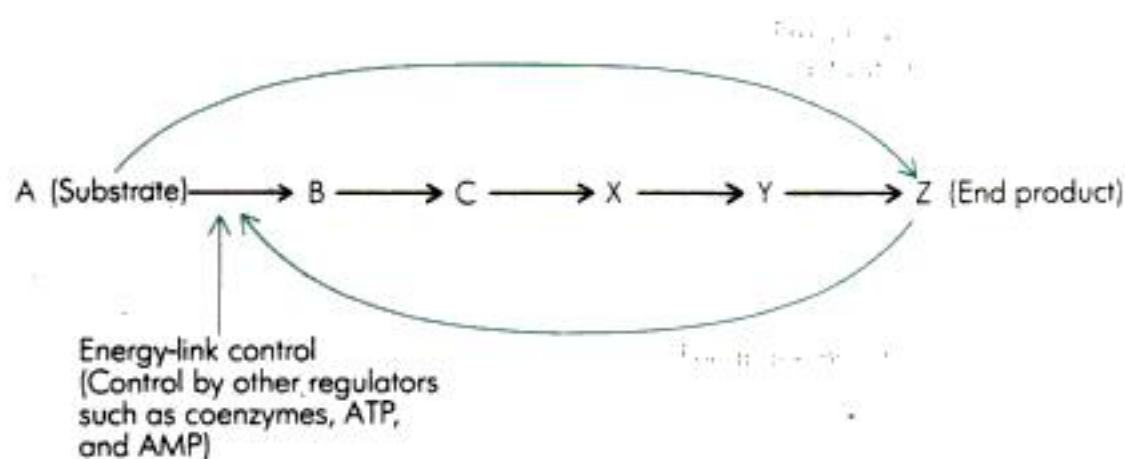 A (Substrate) B C X Y Z (End product)
Energy-link control
(Control by other regulators
such as coenzymes, ATP,
and AMP)